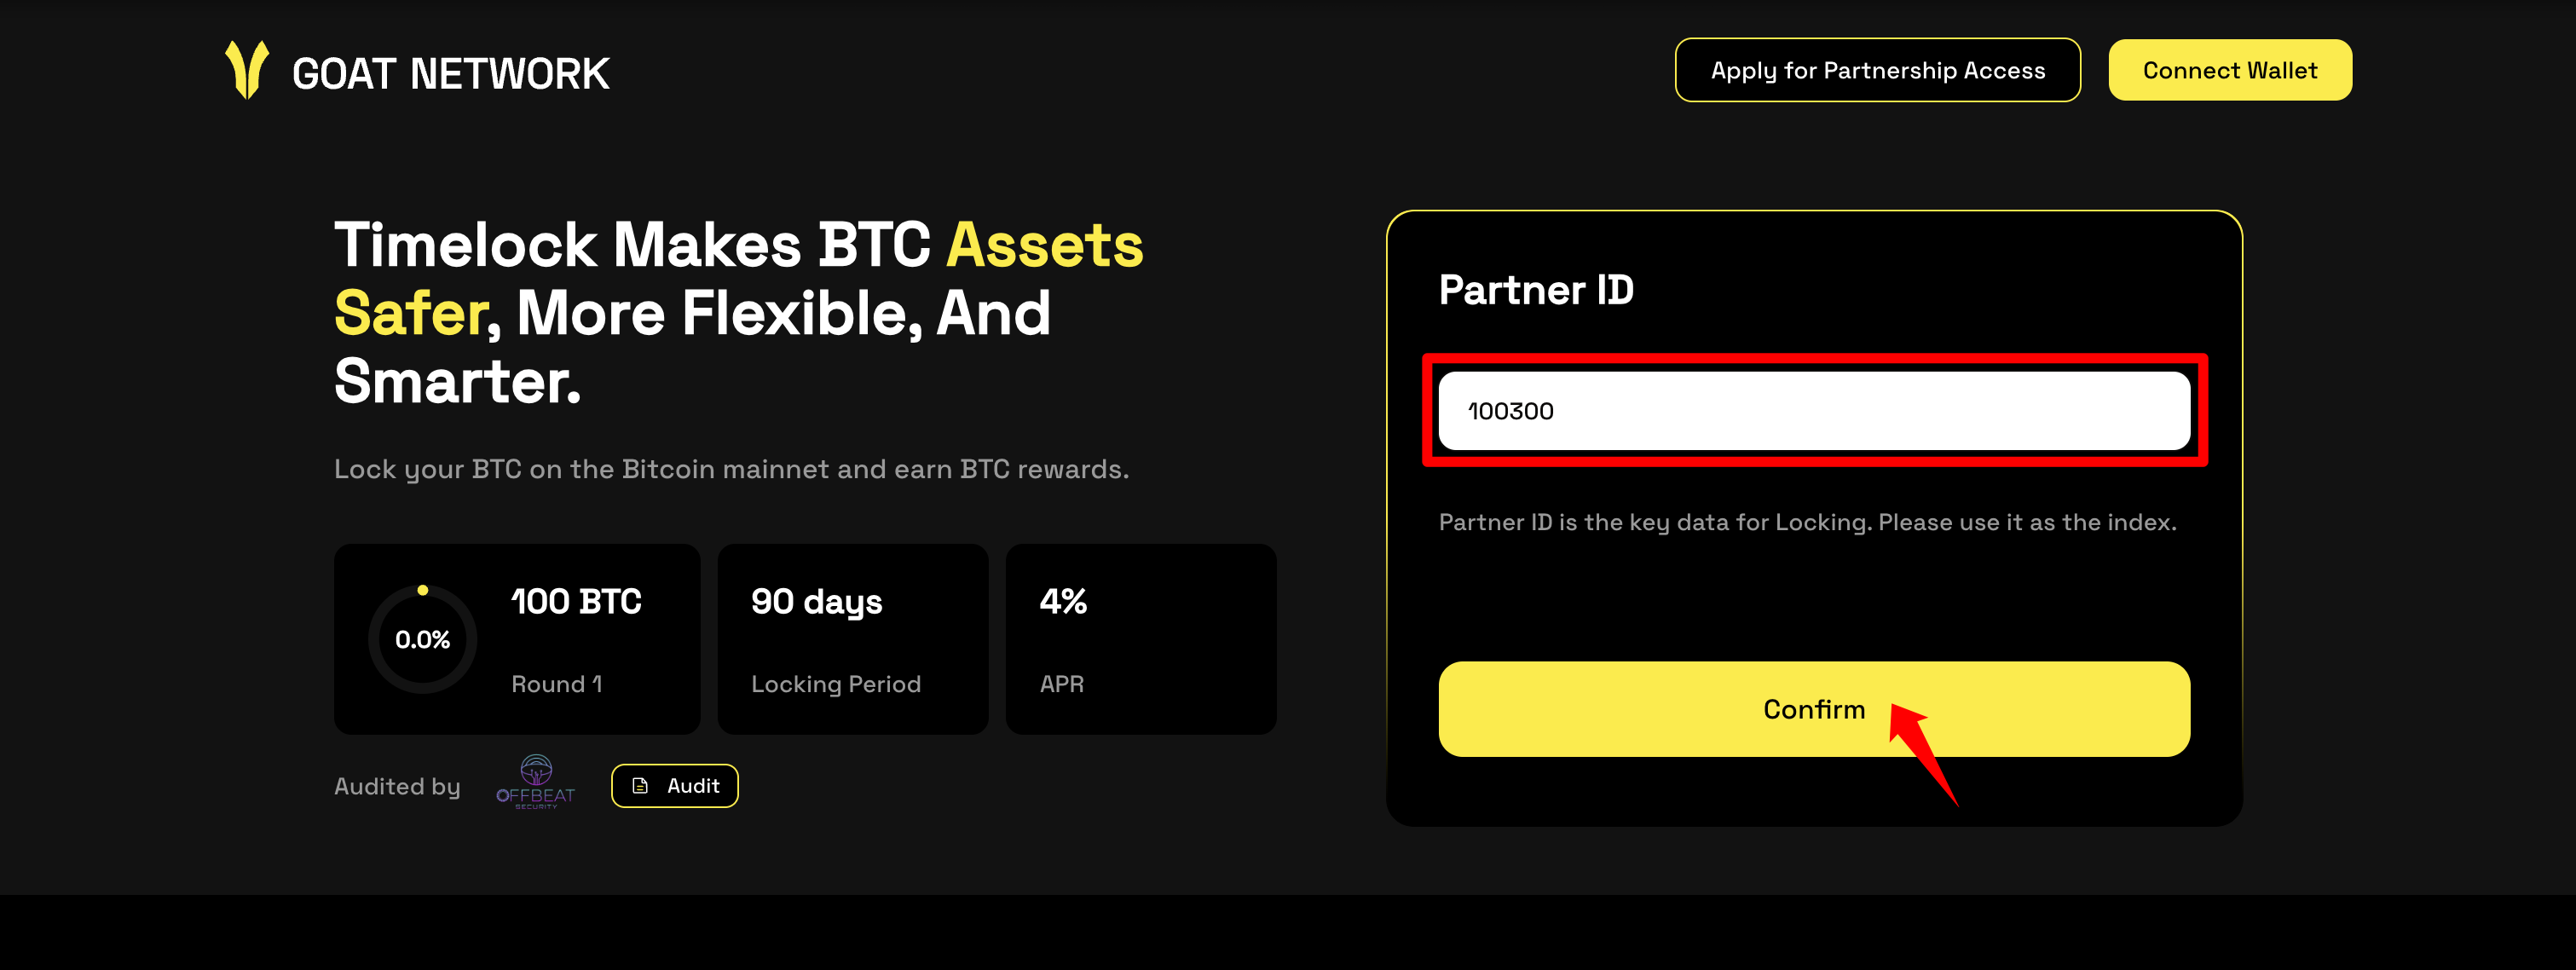 GOAT NETWORK
Apply for Partnership Access
Connect Wallet
Timelock Makes BTC Assets
Safer, More Flexible, And
Smarter.
Lock your BTC on the Bitcoin mainnet and earn BTC rewards.
0.0%
100 BTC
Round 1
90 days
Locking Period
4%
APR
Audited by
OFFBEAT
SECURITY
Audit
Partner ID
100300
Partner ID is the key data for Locking. Please use it as the index.
Confirm